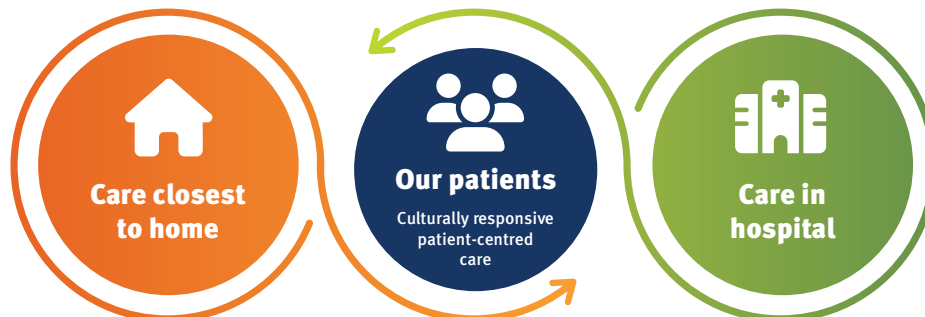 Care closest
to home
Our patients
Culturally responsive
patient-centred
care
Care in
hospital